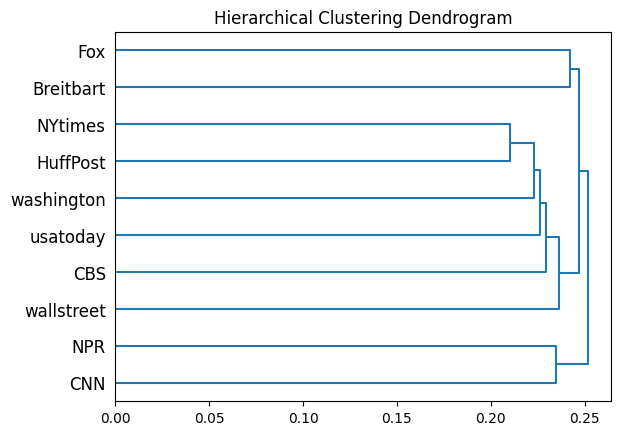 Hierarchical Clustering Dendrogram
Fox
Breitbart
NYtimes
HuffPost
washington
usatoday
CBS
wallstreet
NPR
CNN
0.00 0.05 0.10 0.15 0.20 0.25